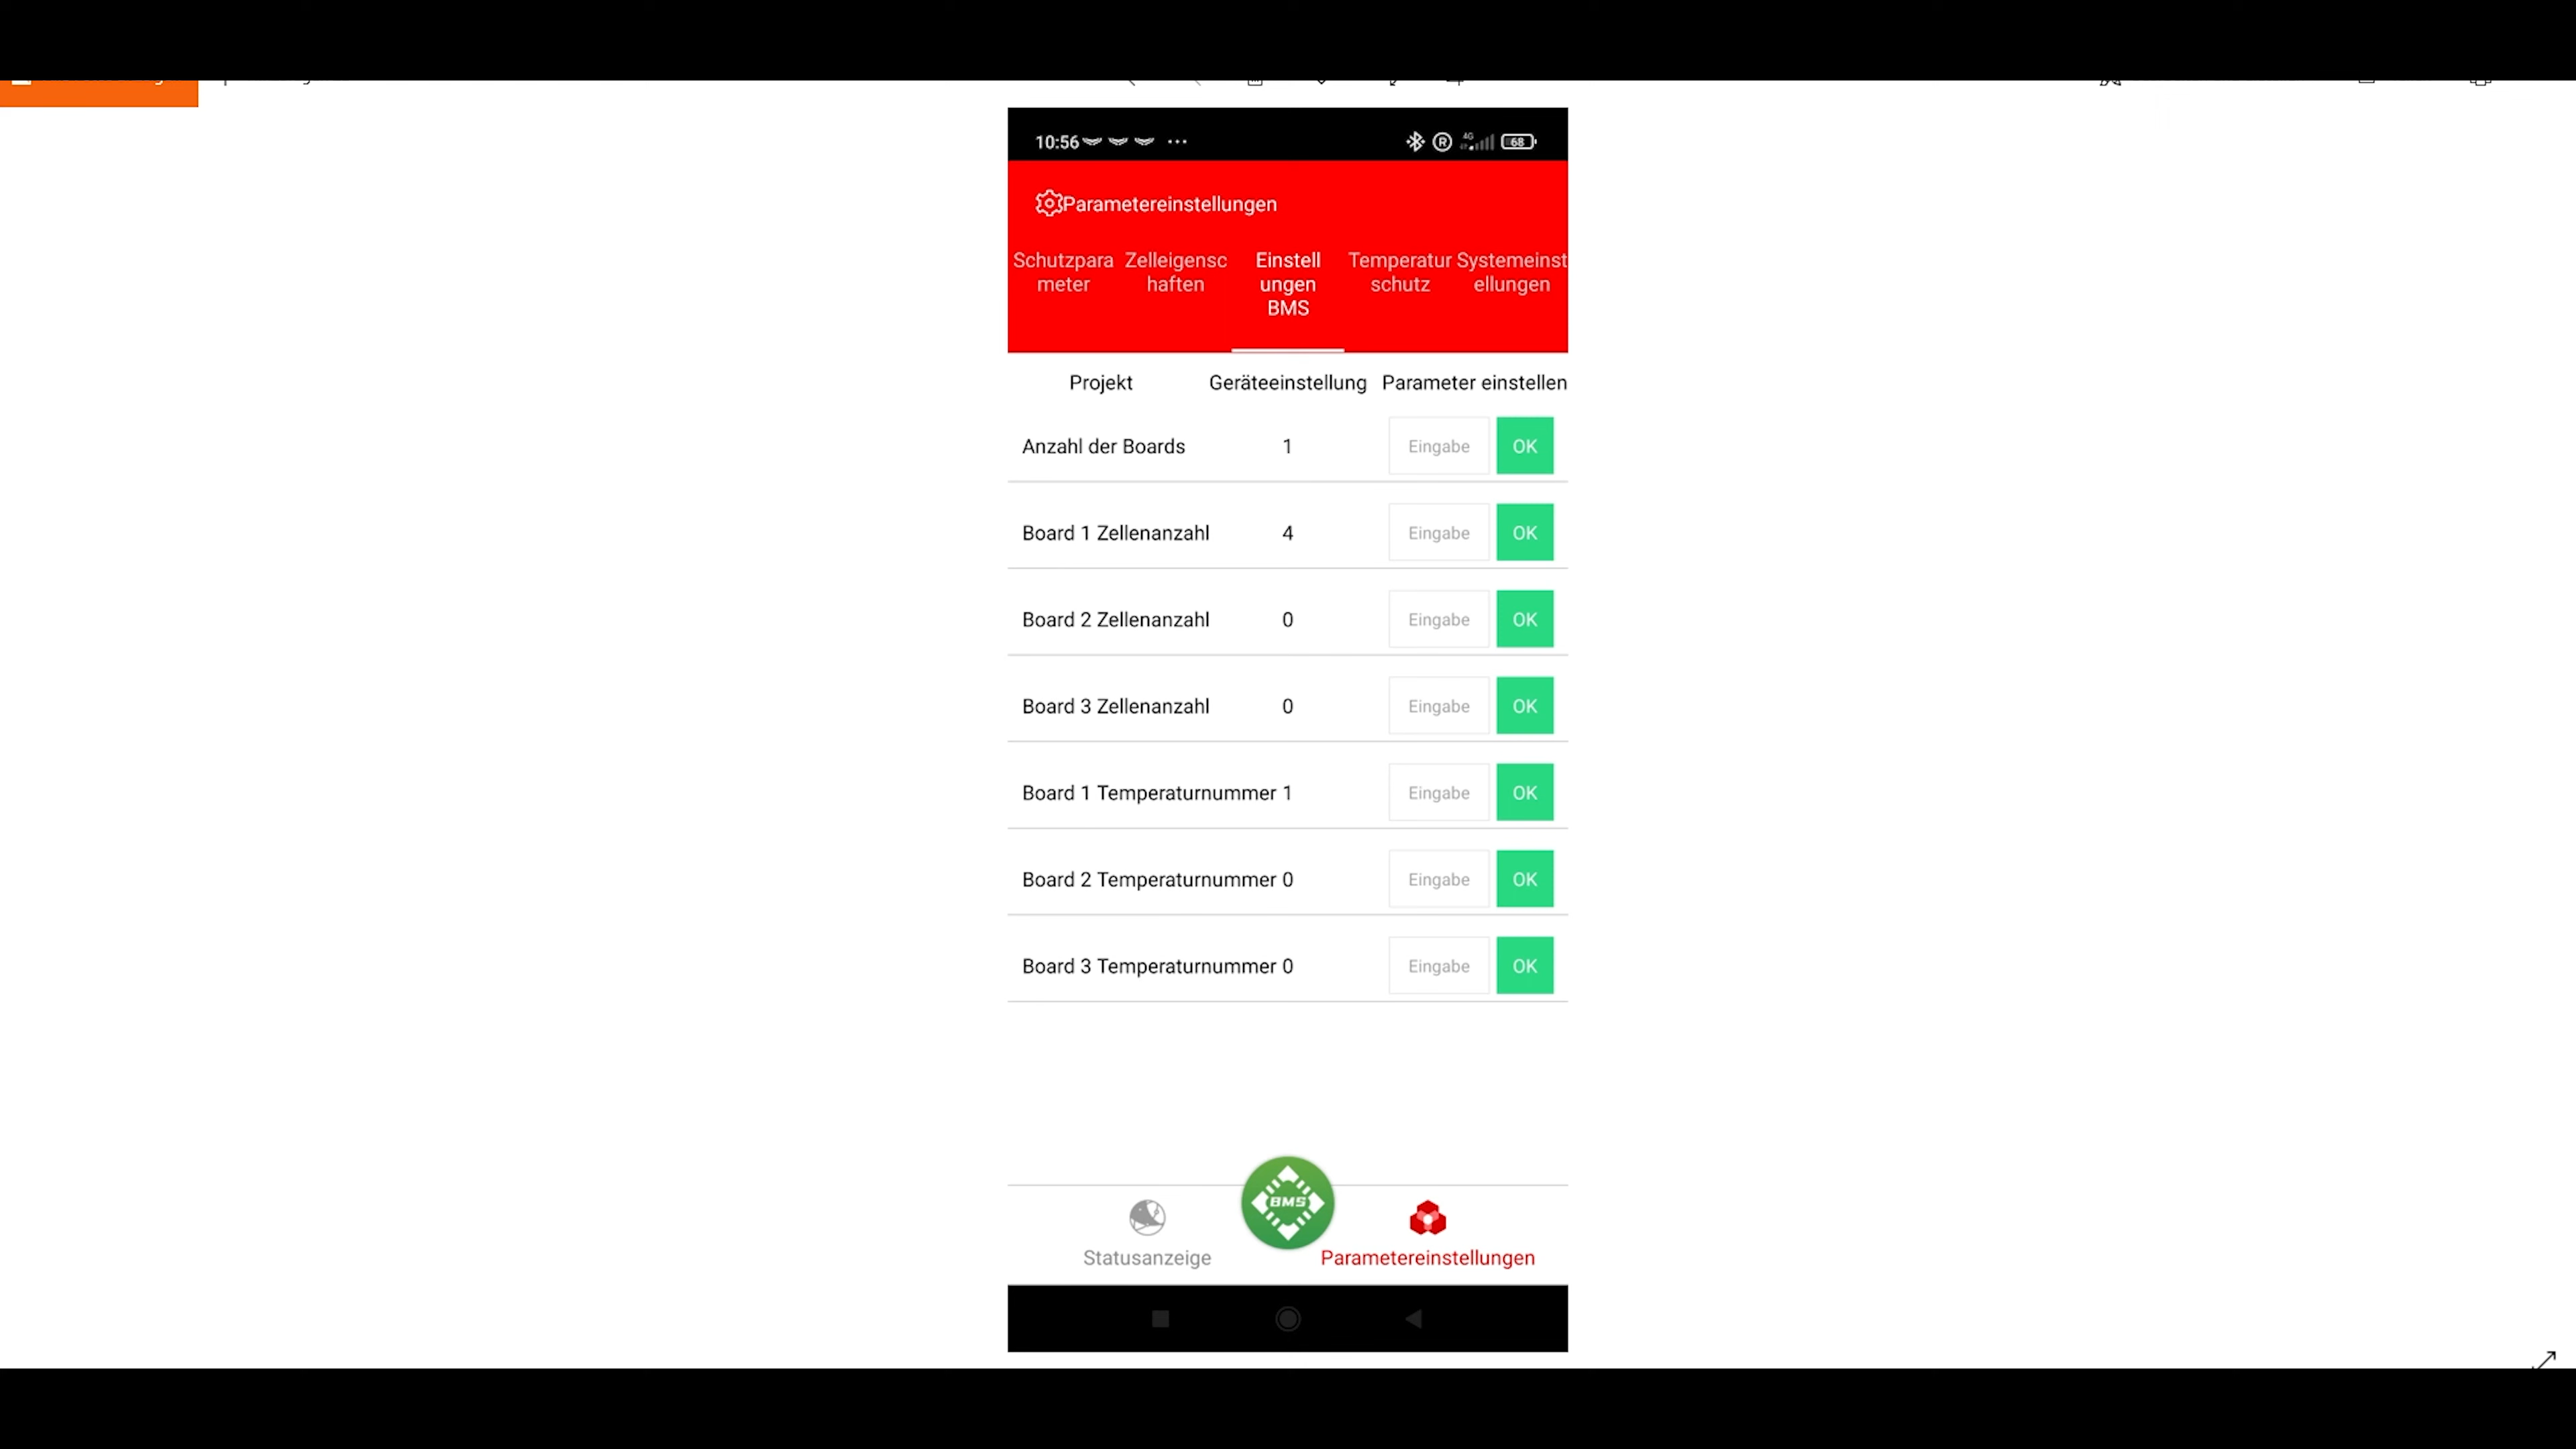 10:56 ... R 4G 68
Parametereinstellungen
Schutzpara
meter
Zelleigensc
haften
Einstell
ungen
BMS
Temperatur
schutz
Systemeinst
ellungen
Projekt Geräteeinstellung Parameter einstellen
Anzahl der Boards 1 Eingabe OK
Board 1 Zellenanzahl 4 Eingabe OK
Board 2 Zellenanzahl 0 Eingabe OK
Board 3 Zellenanzahl 0 Eingabe OK
Board 1 Temperaturnummer 1 Eingabe OK
Board 2 Temperaturnummer 0 Eingabe OK
Board 3 Temperaturnummer 0 Eingabe OK
BMS
Statusanzeige Parametereinstellungen